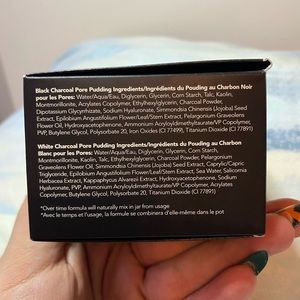 Black Charcoal Pore Pudding Ingredients/Ingrédients du Pouding au Charbon Noir
pour les Pores: Water/Aqua/Eau, Diglycerin, Glycerin, Corn Starch, Talc, Kaolin,
Montmorillonite, Acrylates Copolymer, Ethylhexylglycerin, Charcoal Powder,
Dipotassium Glycyrrhizate, Sodium Hyaluronate, Simmondsia Chinensis (Jojoba) Seed
Extract, Epilobium Angustifolium Flower/Leaf/Stem Extract, Pelargonium Graveolens
Flower Oil, Hydroxyacetophenone, Ammonium Acryloyldimethyltaurate/VP Copolymer,
PVP, Butylene Glycol, Polysorbate 20, Iron Oxides (CI 77499), Titanium Dioxide (CI 77891)
White Charcoal Pore Pudding Ingredients/Ingrédients du Pouding au Charbon
Blanc pour les Pores: Water/Aqua/Eau, Diglycerin, Glycerin, Corn Starch,
Montmorillonite, Kaolin, Talc, Ethylhexylglycerin, Charcoal Powder, Pelargonium
Graveolens Flower Oil, Simmondsia Chinensis (Jojoba) Seed Extract, Caprylic/Capric
Triglyceride, Epilobium Angustifolium Flower/Leaf/Stem Extract, Sea Water, Salicornia
Herbacea Extract, Kappaphycus Alvarezii Extract, Hydroxyacetophenone, Sodium
Hyaluronate, PVP, Ammonium Acryloyldimethyltaurate/VP Copolymer, Acrylates
Copolymer, Butylene Glycol, Polysorbate 20, Titanium Dioxide (CI 77891)
*Over time formula will naturally mix in jar from usage
*Avec le temps et l'usage, la formule se combinera d'elle-même dans le pot